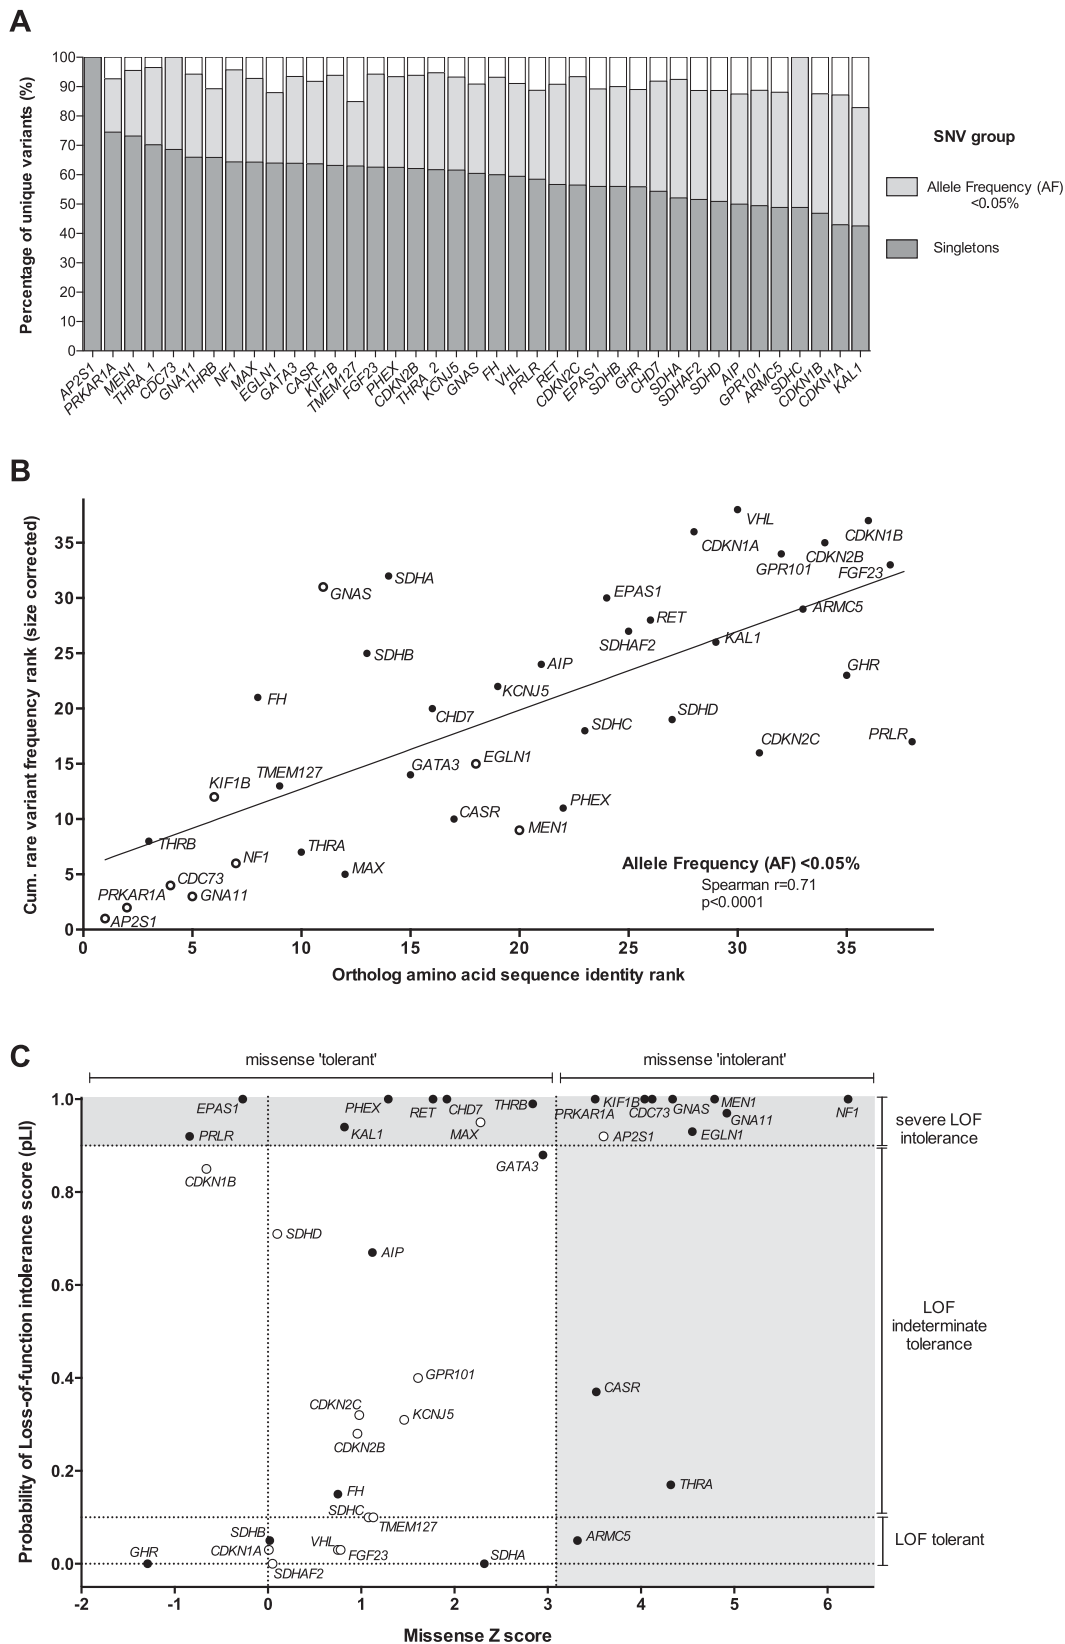 A
Percentage of unique variants (%)
100
90
80
70
60
50
40
30
20
10
0
AP2S1
PRKAR1A
MEN1
THRA_1
CDC73
GNA11
THRB
NF1
MAX
EGLN1
GATA3
CASR
KIF1B
TMEM127
FGF23
PHEX
CDKN2B
THRA_2
KCNJ5
GNAS
FH
VHL
PRLR
RET
CDKN2C
EPAS1
SDHB
GHR
CHD7
SDHA
SDHAF2
SDHD
AIP
GPR101
ARMC5
SDHC
CDKN1B
CDKN1A
KAL1
SNV group
Allele Frequency (AF)
<0.05%
Singletons
B
Cum. rare variant frequency rank (size corrected)
35
30
25
20
15
10
5
0
VHL
CDKN1B
CDKN1A
CDKN2B
GPR101
FGF23
SDHA
GNAS
EPAS1
ARMC5
RET
SDHAF2
KAL1
SDHB
AIP
GHR
KCNJ5
FH
CHD7
SDHD
SDHC
PRLR
CDKN2C
EGLN1
GATA3
TMEM127
KIF1B
PHEX
CASR
MEN1
THRB
THRA
NF1
MAX
CDC73
PRKAR1A
GNA11
AP2S1
Allele Frequency (AF) <0.05%
Spearman r=0.71
p<0.0001
0 5 10 15 20 25 30 35
Ortholog amino acid sequence identity rank
C
missense 'tolerant' missense 'intolerant'
Probability of Loss-of-function intolerance score (pLI)
1.0
0.8
0.6
0.4
0.2
0.0
EPAS1
PHEX
RET
CHD7
THRB
PRKAR1A
KIF1B
CDC73
GNAS
MEN1
GNA11
NF1
PRLR
KAL1
MAX
AP2S1
EGLN1
GATA3
CDKN1B
SDHD
AIP
GPR101
CDKN2C
KCNJ5
CDKN2B
CASR
FH
THRA
SDHC
TMEM127
SDHB
ARMC5
CDKN1A
VHL
FGF23
GHR
SDHA
SDHAF2
severe LOF
intolerance
LOF
indeterminate
tolerance
LOF tolerant
-2 -1 0 1 2 3 4 5 6
Missense Z score